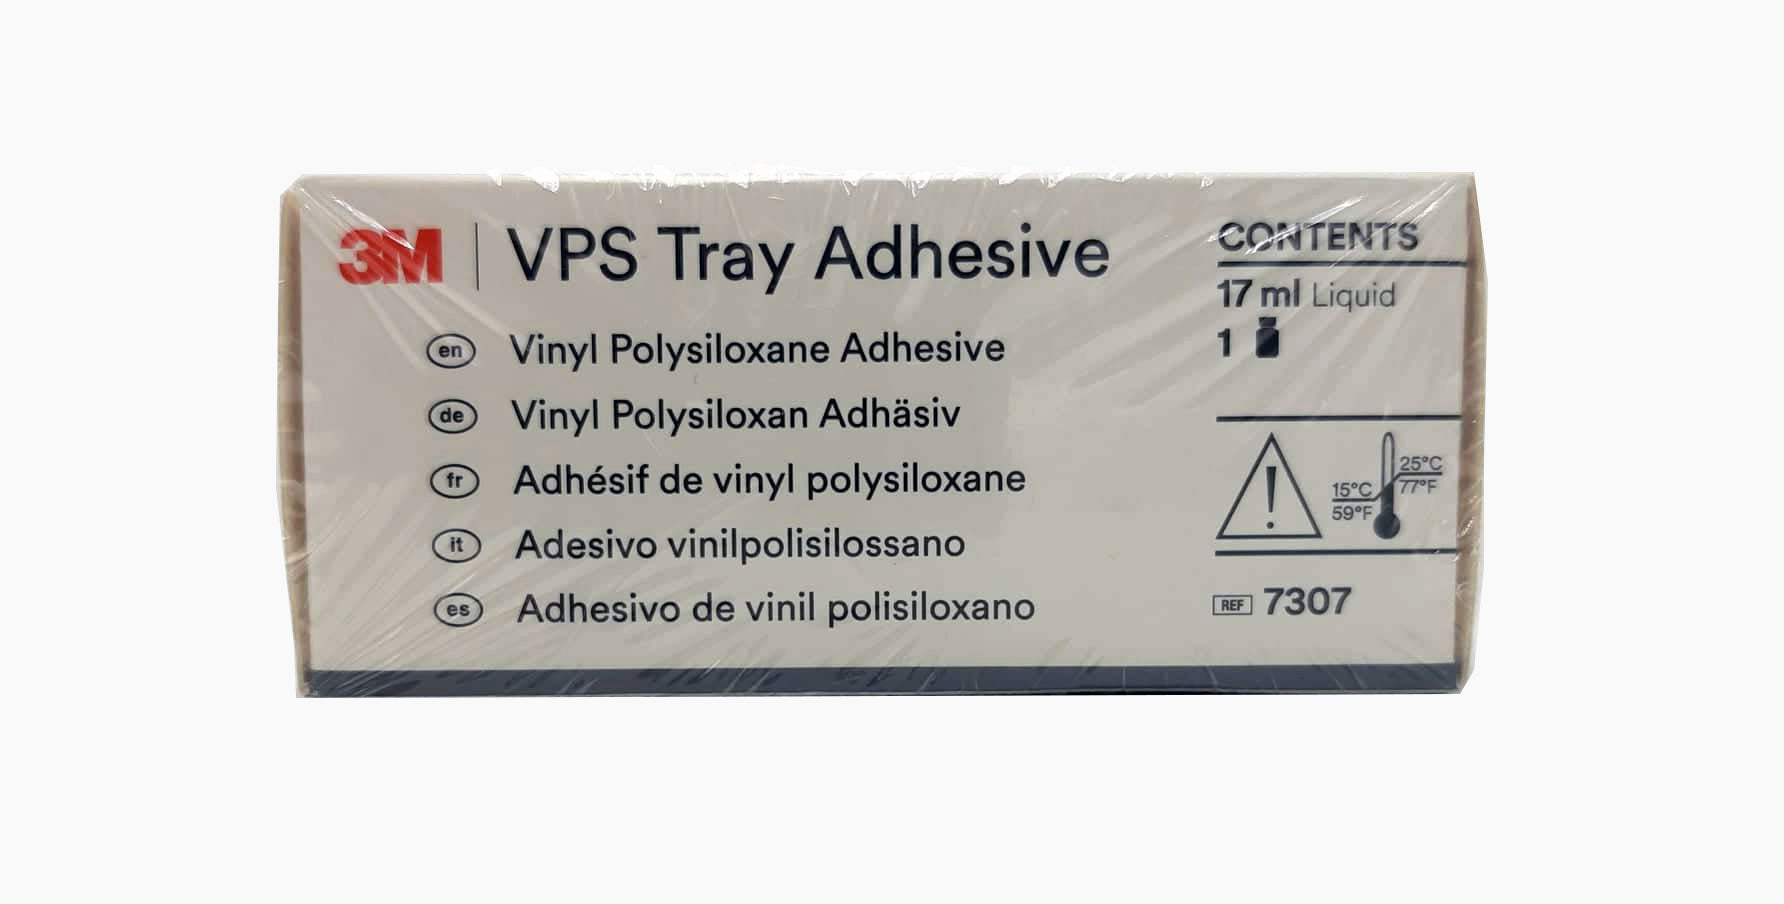 3M VPS Tray Adhesive
en Vinyl Polysiloxane Adhesive
de Vinyl Polysiloxan Adhäsiv
fr Adhésif de vinyl polysiloxane
it Adesivo vinilpolisilossano
es Adhesivo de vinil polisiloxano
CONTENTS
17 ml Liquid
1
!
25°C
77°F
15°C
59°F
REF 7307